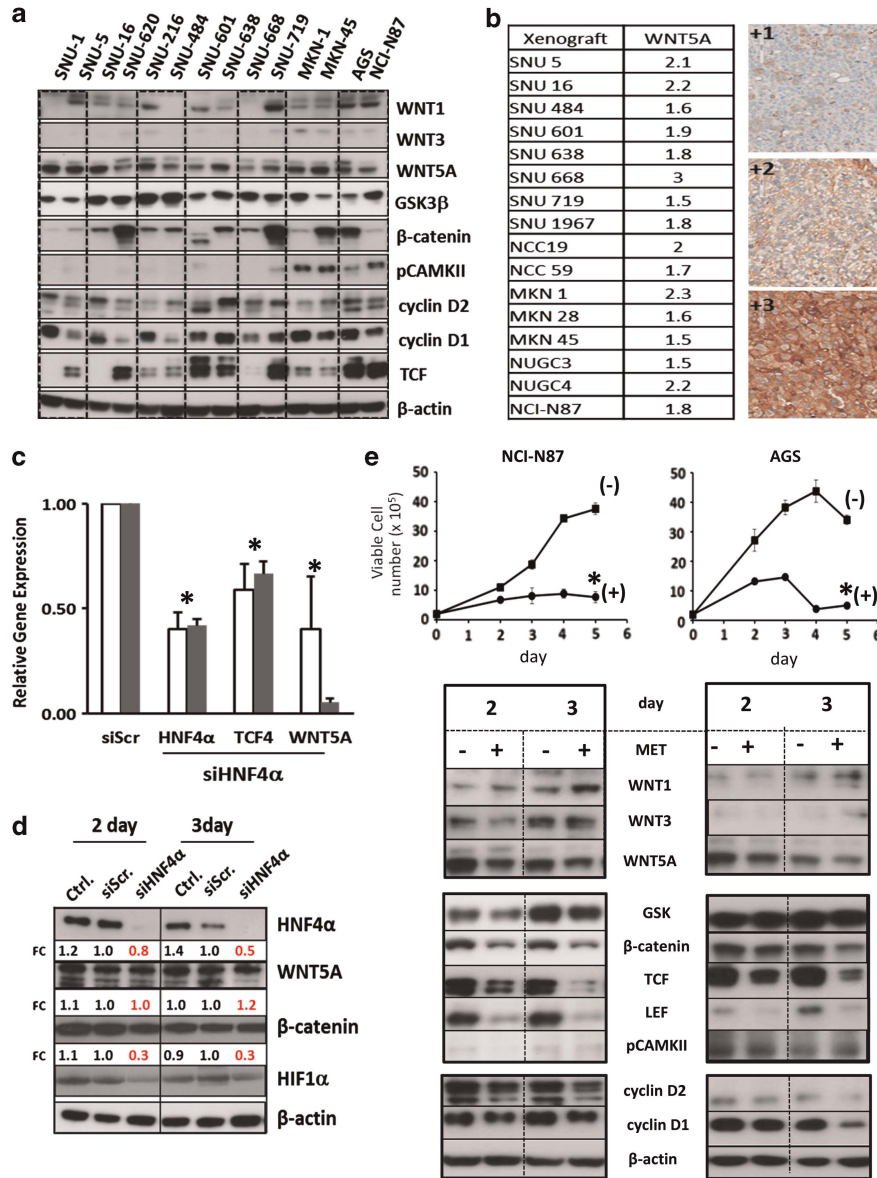 a
SNU-1
SNU-5
SNU-16
SNU-620
SNU-216
SNU-484
SNU-601
SNU-638
SNU-668
SNU-719
MKN-1
MKN-45
AGS
NCI-N87
WNT1
WNT3
WNT5A
GSK3β
β-catenin
pCAMKII
cyclin D2
cyclin D1
TCF
β-actin
b
Xenograft WNT5A
SNU 5 2.1
SNU 16 2.2
SNU 484 1.6
SNU 601 1.9
SNU 638 1.8
SNU 668 3
SNU 719 1.5
SNU 1967 1.8
NCC19 2
NCC 59 1.7
MKN 1 2.3
MKN 28 1.6
MKN 45 1.5
NUGC3 1.5
NUGC4 2.2
NCI-N87 1.8
+1
+2
+3
c
Relative Gene Expression
1.00
0.50
0.00
* * *
siScr HNF4α TCF4 WNT5A
siHNF4α
d
2 day 3day
Ctrl. siScr. siHNF4α Ctrl. siScr. siHNF4α
HNF4α
FC 1.2 1.0 0.8 1.4 1.0 0.5
WNT5A
FC 1.1 1.0 1.0 1.0 1.0 1.2
β-catenin
FC 1.1 1.0 0.3 0.9 1.0 0.3
HIF1α
β-actin
e
NCI-N87
Viable Cell
number (x 10⁵)
50
40
30
20
10
0
0 1 2 3 4 5 6
day
(-)
* (+)
AGS
50
40
30
20
10
0
0 1 2 3 4 5 6
day
(-)
* (+)
2 3 day 2 3
- + - + MET - + - +
WNT1
WNT3
WNT5A
GSK
β-catenin
TCF
LEF
pCAMKII
cyclin D2
cyclin D1
β-actin